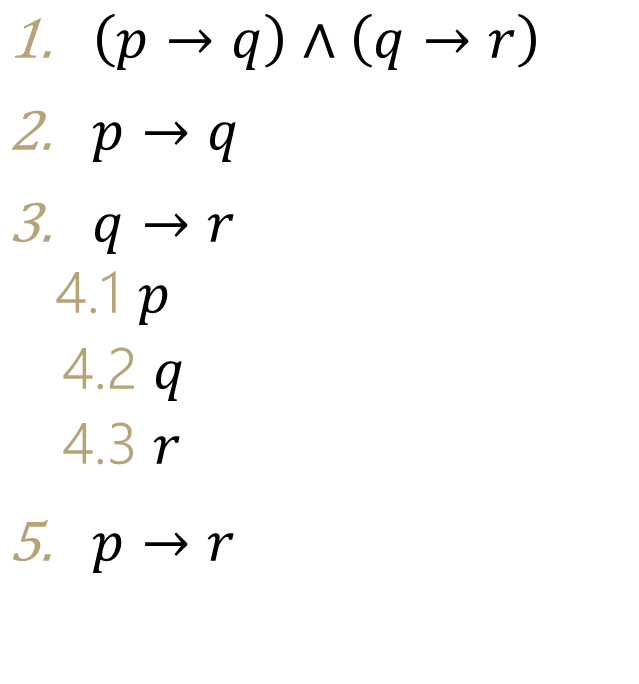 1. (p → q) ∧ (q → r)
2. p → q
3. q → r
4.1 p
4.2 q
4.3 r
5. p → r